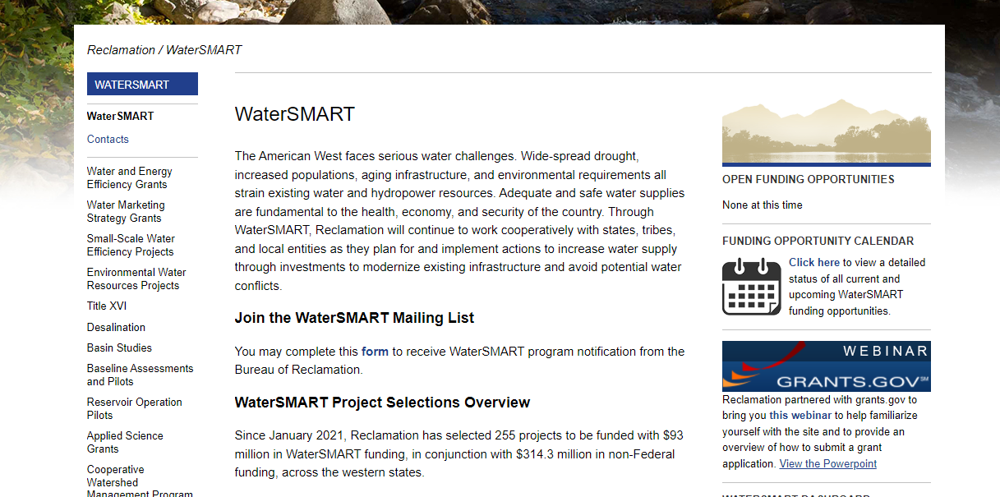 Reclamation / WaterSMART
WATERSMART
WaterSMART
Contacts
Water and Energy
Efficiency Grants
Water Marketing
Strategy Grants
Small-Scale Water
Efficiency Projects
Environmental Water
Resources Projects
Title XVI
Desalination
Basin Studies
Baseline Assessments
and Pilots
Reservoir Operation
Pilots
Applied Science
Grants
Cooperative
Watershed
Management Program
WaterSMART
The American West faces serious water challenges. Wide-spread drought,
increased populations, aging infrastructure, and environmental requirements all
strain existing water and hydropower resources. Adequate and safe water supplies
are fundamental to the health, economy, and security of the country. Through
WaterSMART, Reclamation will continue to work cooperatively with states, tribes,
and local entities as they plan for and implement actions to increase water supply
through investments to modernize existing infrastructure and avoid potential water
conflicts.
Join the WaterSMART Mailing List
You may complete this form to receive WaterSMART program notification from the
Bureau of Reclamation.
WaterSMART Project Selections Overview
Since January 2021, Reclamation has selected 255 projects to be funded with $93
million in WaterSMART funding, in conjunction with $314.3 million in non-Federal
funding, across the western states.
OPEN FUNDING OPPORTUNITIES
None at this time
FUNDING OPPORTUNITY CALENDAR
Click here to view a detailed
status of all current and
upcoming WaterSMART
funding opportunities.
WEBINAR
GRANTS.GOV℠
Reclamation partnered with grants.gov to
bring you this webinar to help familiarize
yourself with the site and to provide an
overview of how to submit a grant
application. View the Powerpoint
WATERSMART DASHBOARD